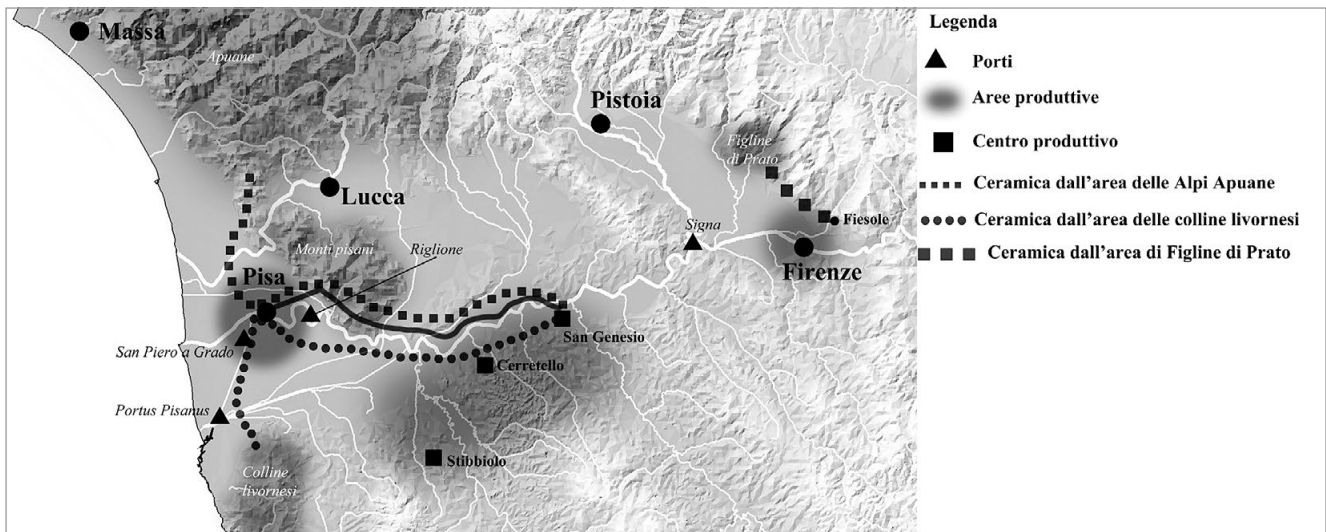 Massa
Apuane
Pistoia
Figline
di Prato
Lucca
Fiesole
Signa
Monti pisani
Riglione
Firenze
Pisa
San Piero a Grado
San Genesio
Cerretello
Portus Pisanus
Stibbiolo
Colline
livornesi
Legenda
Porti
Aree produttive
Centro produttivo
Ceramica dall'area delle Alpi Apuane
Ceramica dall'area delle colline livornesi
Ceramica dall'area di Figline di Prato